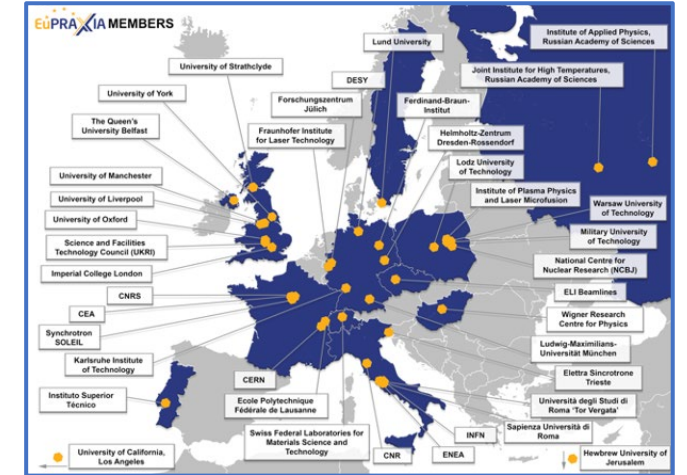 EuPRAXIA MEMBERS
Lund University
Institute of Applied Physics,
Russian Academy of Sciences
University of Strathclyde
DESY
Joint Institute for High Temperatures,
Russian Academy of Sciences
University of York
Forschungszentrum
Jülich
Ferdinand-Braun-
Institut
The Queen's
University Belfast
Fraunhofer Institute
for Laser Technology
Helmholtz-Zentrum
Dresden-Rossendorf
Lodz University
of Technology
University of Manchester
Institute of Plasma Physics
and Laser Microfusion
University of Liverpool
Warsaw University
of Technology
University of Oxford
Military University
of Technology
Science and Facilities
Technology Council (UKRI)
National Centre for
Nuclear Research (NCBJ)
Imperial College London
ELI Beamlines
CNRS
Wigner Research
Centre for Physics
CEA
Synchrotron
SOLEIL
Ludwig-Maximilians-
Universität München
Karlsruhe Institute
of Technology
Elettra Sincrotrone
Trieste
CERN
Instituto Superior
Técnico
Ecole Polytechnique
Fédérale de Lausanne
Università degli Studi di
Roma 'Tor Vergata'
Swiss Federal Laboratories for
Materials Science and
Technology
INFN
Sapienza Università di
Roma
CNR
ENEA
University of California,
Los Angeles
Hewbrew University of
Jerusalem